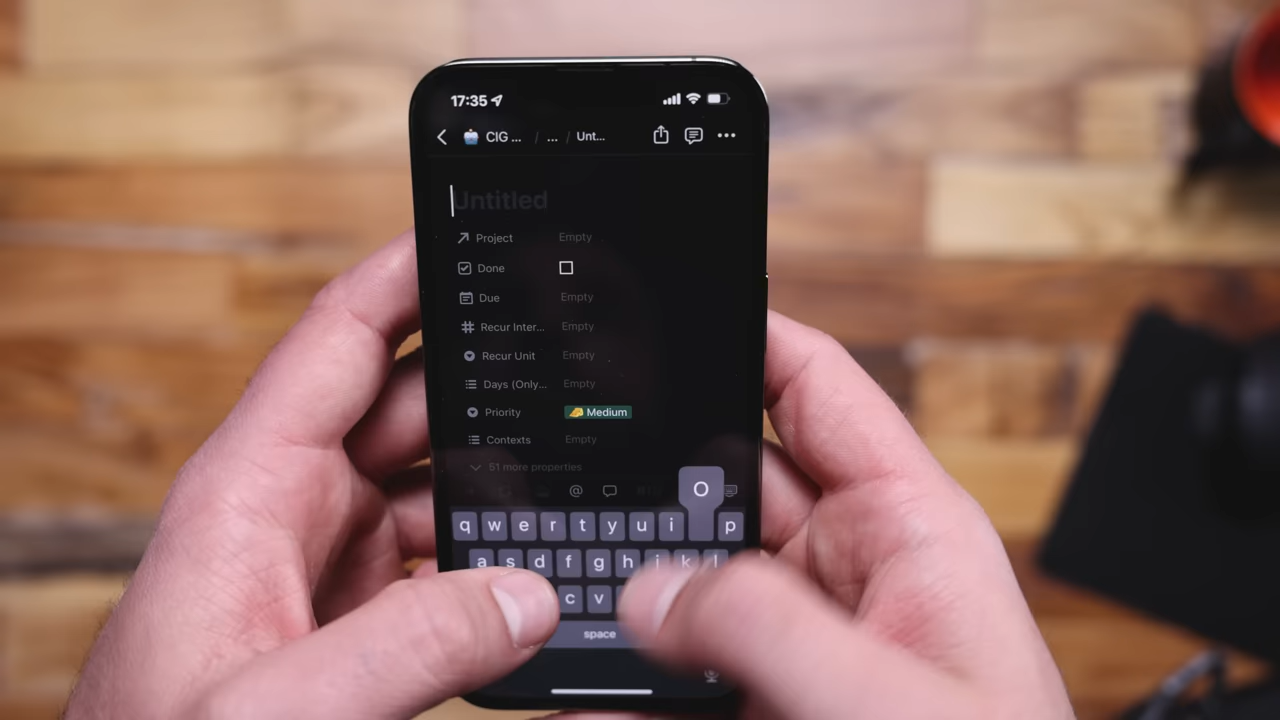 17:35
CIG ... / ... / Unt...
Untitled
Project Empty
Done
Due Empty
Recur Inter... Empty
Recur Unit Empty
Days (Only... Empty
Priority Medium
Contexts Empty
51 more properties
@
O
q w e r t y u i p
a s d f g h j k l
c v
space